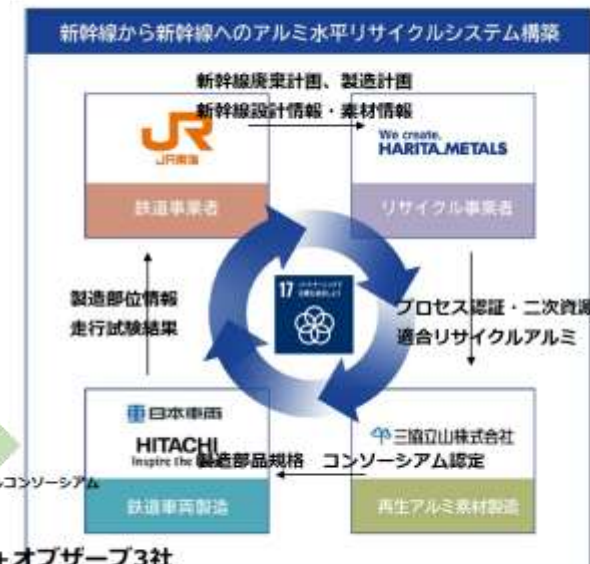 新幹線から新幹線へのアルミ水平リサイクルシステム構築
新幹線廃棄計画、製造計画
新幹線設計情報・素材情報
JR東海
鉄道事業者
We create.
HARITA METALS
リサイクル事業者
製造部位情報
走行試験結果
17
プロセス認証・二次資源
適合リサイクルアルミ
日本車両
HITACHI
Inspire the
鉄道車両製造
三協立山株式会社
再生アルミ素材製造
製造部品規格 コンソーシアム認定
ルコンソーシアム
+オブザーブ3社